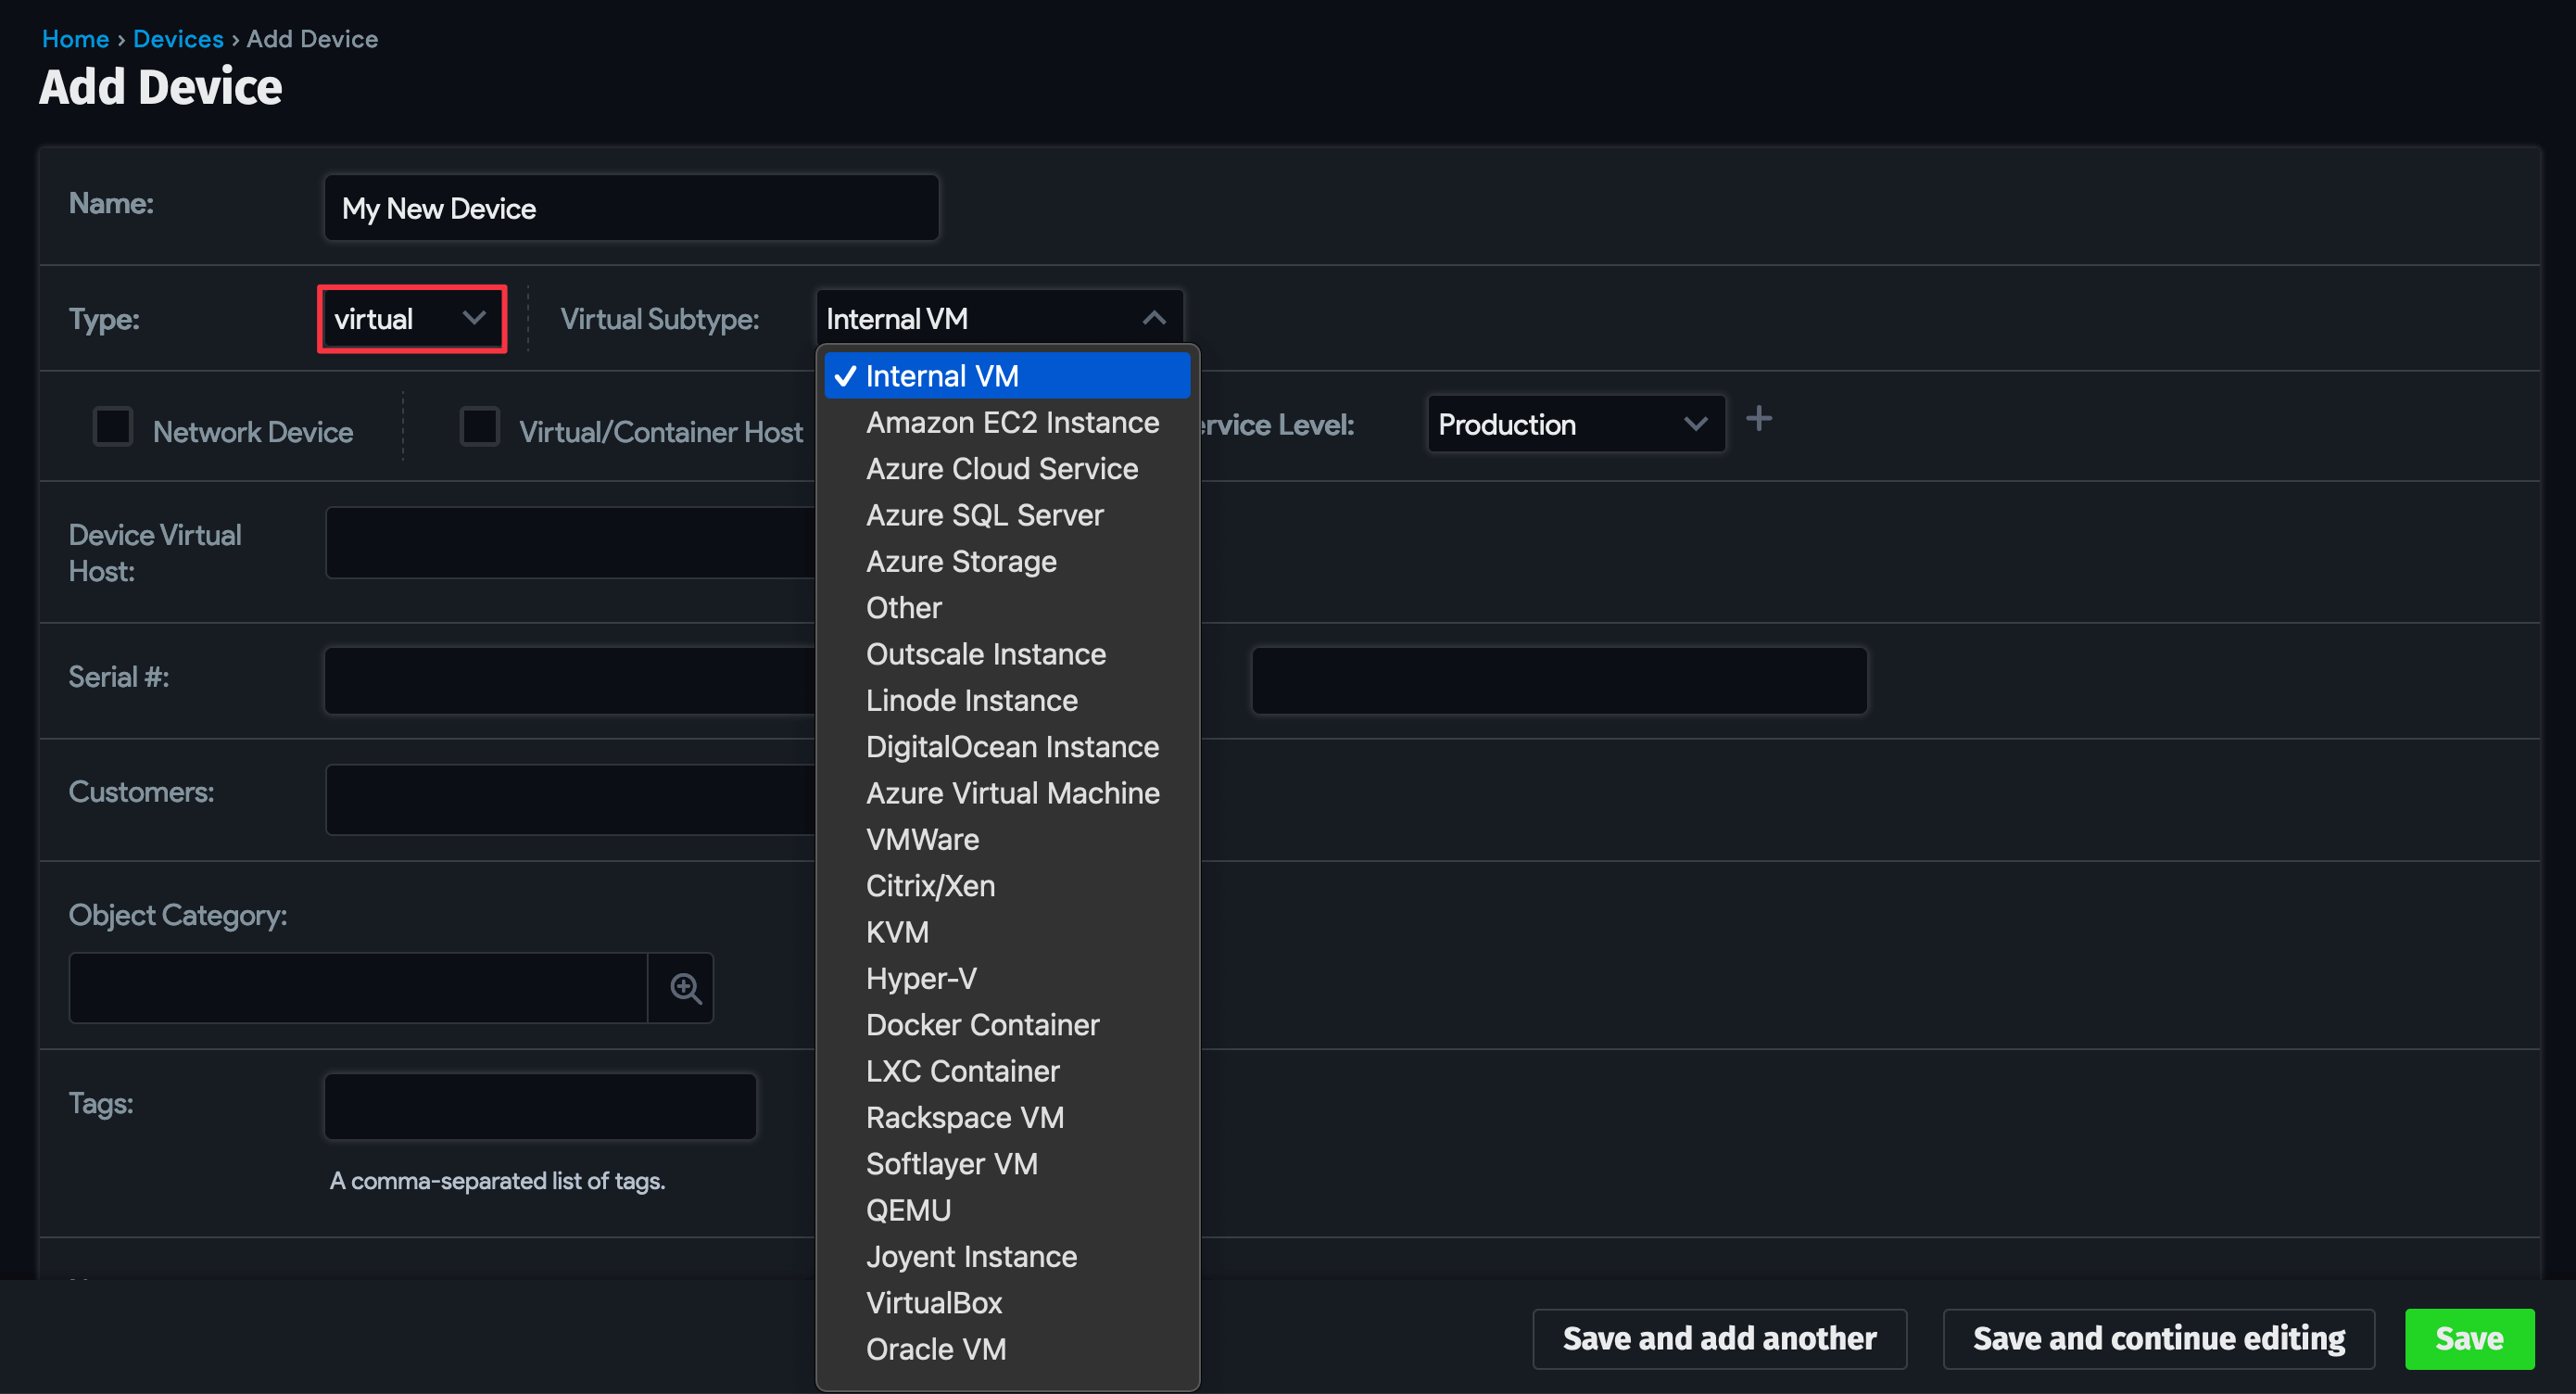 Home › Devices › Add Device
Add Device
Name: My New Device
Type: virtual Virtual Subtype: Internal VM
Internal VM
Amazon EC2 Instance
Network Device Virtual/Container Host Level: Production
Azure Cloud Service
Azure SQL Server
Device Virtual
Host:
Azure Storage
Other
Outscale Instance
Serial #:
Linode Instance
DigitalOcean Instance
Customers:
Azure Virtual Machine
VMWare
Citrix/Xen
Object Category:
KVM
Hyper-V
Docker Container
LXC Container
Tags:
Rackspace VM
Softlayer VM
A comma-separated list of tags.
QEMU
Joyent Instance
VirtualBox
Oracle VM
Save and add another Save and continue editing Save